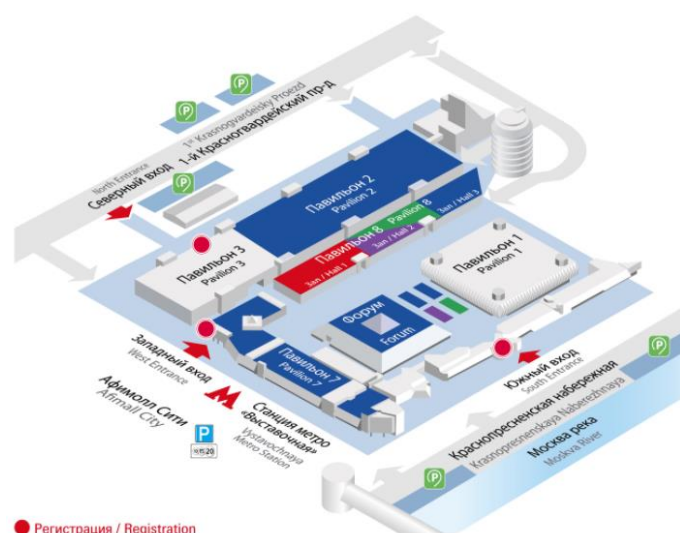 P
P
1st Krasnogvardeisky Proezd
1-й Красногвардейский пр-д
P
North Entrance
Северный вход
Павильон 2
Pavilion 2
Павильон 8 Pavilion 8
Зал / Hall 1
Зал / Hall 2
Зал / Hall 3
Павильон 3
Pavilion 3
Павильон 1
Pavilion 1
Форум
Forum
Западный вход
West Entrance
Павильон 7
Pavilion 7
Южный вход
South Entrance
P
Афимолл Сити
Afimall City
М
Станция метро
«Выставочная»
Vystavochnaya
Metro Station
P
Краснопресненская набережная
Krasnopresnenskaya Naberezhnaya
Москва река
Moskva River
P
Регистрация / Registration